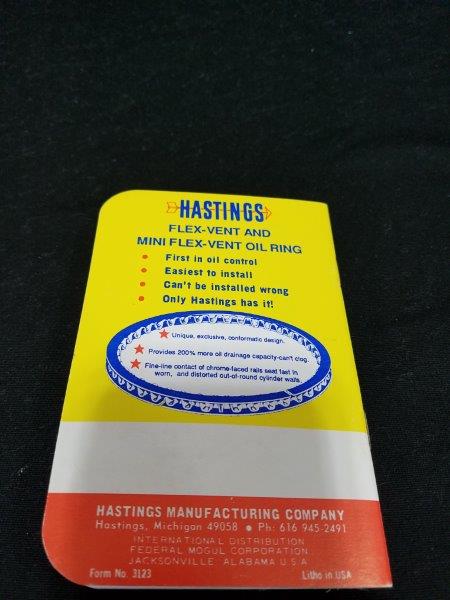 HASTINGS
FLEX-VENT AND
MINI FLEX-VENT OIL RING
• First in oil control
• Easiest to install
• Can't be installed wrong
• Only Hastings has it!
★ Unique, exclusive, conformatic design.
★ Provides 200% more oil drainage capacity-can't clog.
★ Fine-line contact of chrome-faced rails seat fast in
worn, and distorted out-of-round cylinder walls.
HASTINGS MANUFACTURING COMPANY
Hastings, Michigan 49058 • Ph: 616 945-2491
INTERNATIONAL DISTRIBUTION
FEDERAL MOGUL CORPORATION
JACKSONVILLE ALABAMA U.S.A
Form No. 3123 Litho in USA